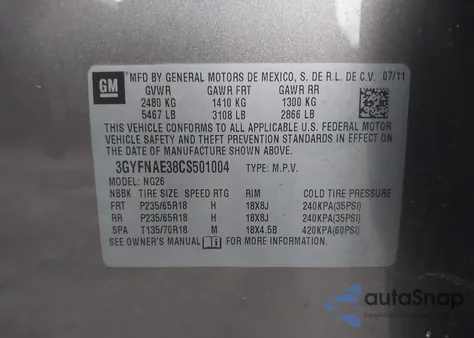 GM
MFD BY GENERAL MOTORS DE MEXICO, S. DE R.L. DE C.V. 07/11
GVWR GAWR FRT GAWR RR
2480 KG 1410 KG 1300 KG
5467 LB 3108 LB 2866 LB
THIS VEHICLE CONFORMS TO ALL APPLICABLE U.S. FEDERAL MOTOR
VEHICLE SAFETY AND THEFT PREVENTION STANDARDS IN EFFECT ON
THE DATE OF MANUFACTURE SHOWN ABOVE.
3GYFNAE38CS501004 TYPE: M.P.V.
MODEL: NG26
NBBK TIRE SIZE SPEED RTG RIM COLD TIRE PRESSURE
FRT P235/65R18 H 18X8J 240KPA(35PSI)
RR P235/65R18 H 18X8J 240KPA(35PSI)
SPA T135/70R18 M 18X4.5B 420KPA(60PSI)
SEE OWNER'S MANUAL FOR MORE INFORMATION.
autoSnap